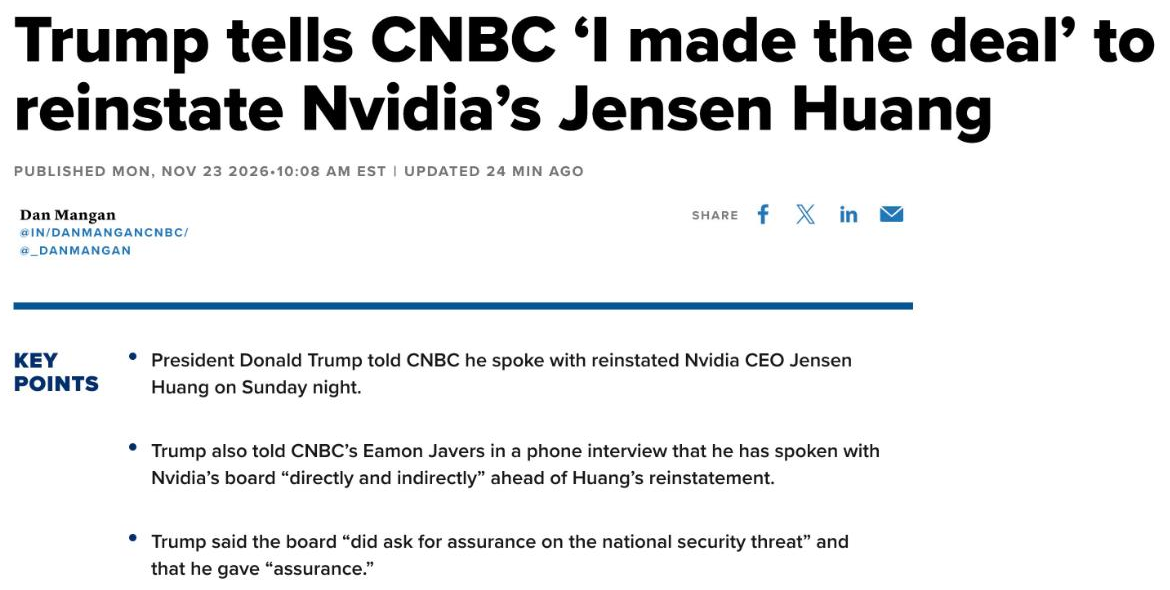 Trump tells CNBC ‘I made the deal’ to
reinstate Nvidia’s Jensen Huang
PUBLISHED MON, NOV 23 2026•10:08 AM EST | UPDATED 24 MIN AGO
Dan Mangan
@IN/DANMANGANCNBC/
@_DANMANGAN
SHARE
KEY
POINTS
• President Donald Trump told CNBC he spoke with reinstated Nvidia CEO Jensen
Huang on Sunday night.
• Trump also told CNBC’s Eamon Javers in a phone interview that he has spoken with
Nvidia’s board “directly and indirectly” ahead of Huang’s reinstatement.
• Trump said the board “did ask for assurance on the national security threat” and
that he gave “assurance.”